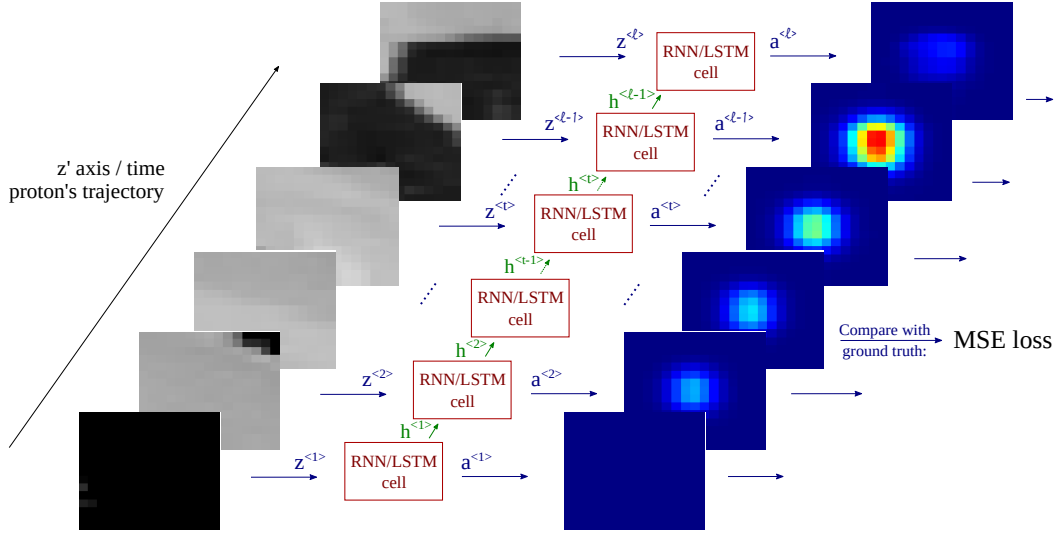 z<ℓ>
a<ℓ>
RNN/LSTM
cell
h<ℓ-1>
z<ℓ-1>
a<ℓ-1>
RNN/LSTM
cell
z' axis / time
proton's trajectory
h<t>
z<t>
a<t>
RNN/LSTM
cell
h<t-1>
RNN/LSTM
cell
Compare with
ground truth:
MSE loss
h<2>
z<2>
a<2>
RNN/LSTM
cell
h<1>
z<1>
a<1>
RNN/LSTM
cell